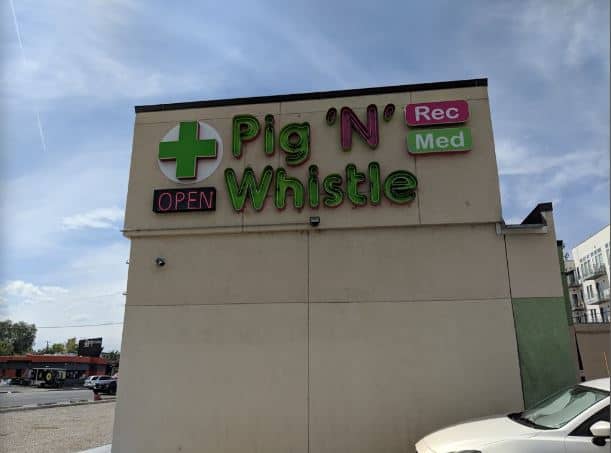 Pig 'N' Rec
Med
OPEN Whistle